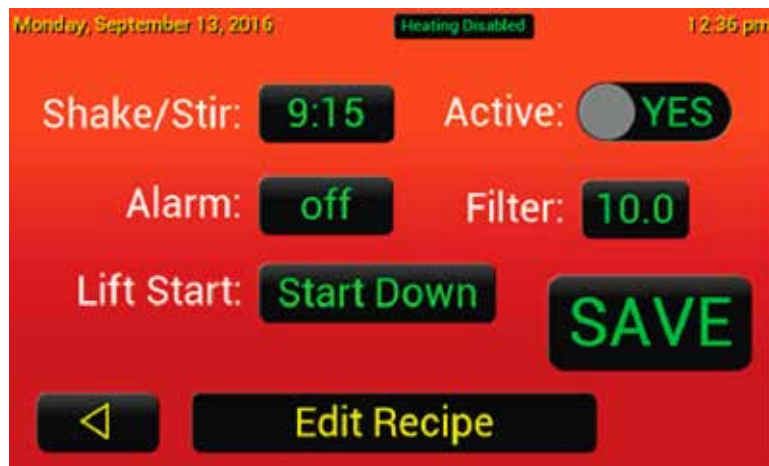 Monday, September 13, 2016 Heating Disabled 12:36 pm
Shake/Stir: 9:15 Active: YES
Alarm: off Filter: 10.0
Lift Start: Start Down
SAVE
Edit Recipe